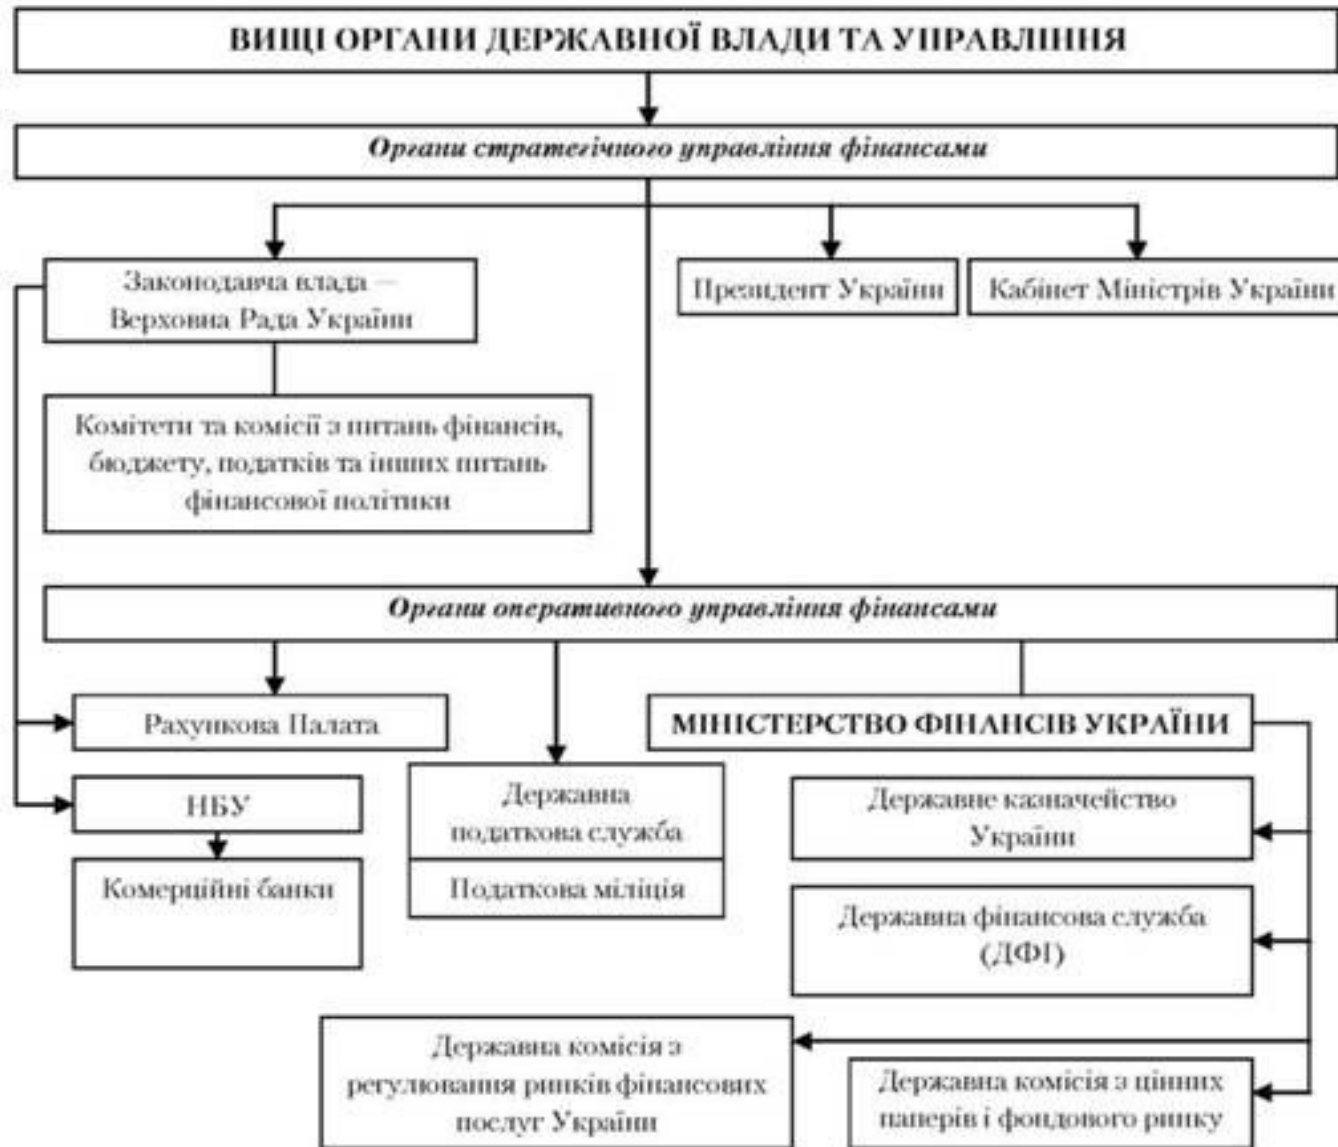 ВИЩІ ОРГАНИ ДЕРЖАВНОЇ ВЛАДИ ТА УПРАВЛІННЯ
Органи стратегічного управління фінансами
Законодавча влада —
Верховна Рада України
Президент України
Кабінет Міністрів України
Комітети та комісії з питань фінансів,
бюджету, податків та інших питань
фінансової політики
Органи оперативного управління фінансами
Рахункова Палата
МІНІСТЕРСТВО ФІНАНСІВ УКРАЇНИ
НБУ
Державна
податкова служба
Державне казначейство
України
Комерційні банки
Податкова міліція
Державна фінансова служба
(ДФІ)
Державна комісія з
регулювання ринків фінансових
послуг України
Державна комісія з цінних
паперів і фондового ринку